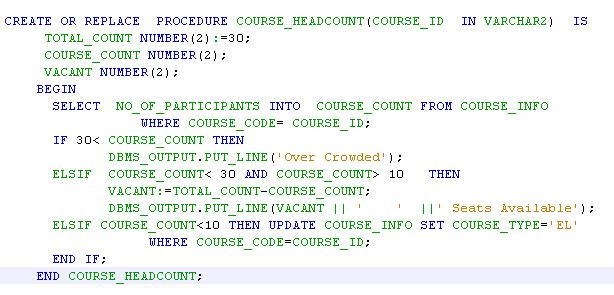 CREATE OR REPLACE   PROCEDURE COURSE_HEADCOUNT(COURSE_ID  IN VARCHAR2)  IS
TOTAL_COUNT NUMBER(2):=30;
COURSE_COUNT NUMBER(2);
VACANT NUMBER(2);
BEGIN
SELECT  NO_OF_PARTICIPANTS INTO  COURSE_COUNT FROM COURSE_INFO
WHERE COURSE_CODE= COURSE_ID;
IF 30< COURSE_COUNT THEN
DBMS_OUTPUT.PUT_LINE('Over Crowded');
ELSIF  COURSE_COUNT< 30 AND COURSE_COUNT> 10   THEN
VACANT:=TOTAL_COUNT-COURSE_COUNT;
DBMS_OUTPUT.PUT_LINE(VACANT || '    ' ||' Seats Available');
ELSIF COURSE_COUNT<10 THEN UPDATE COURSE_INFO SET COURSE_TYPE='EL'
WHERE COURSE_CODE=COURSE_ID;
END IF;
END COURSE_HEADCOUNT;